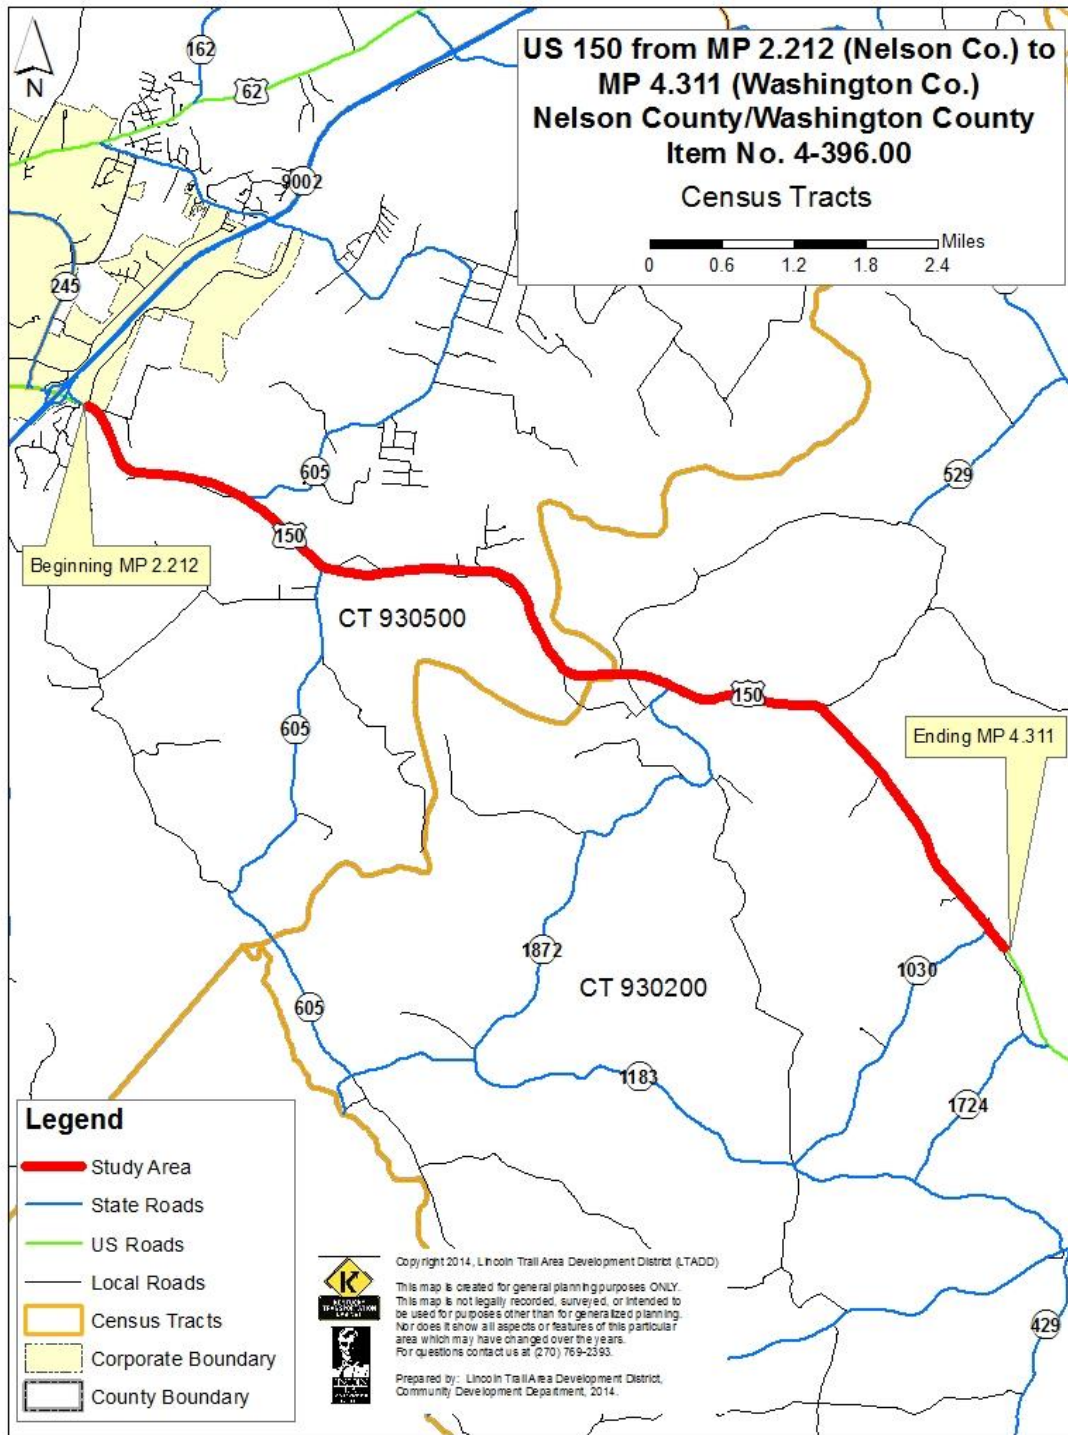 US 150 from MP 2.212 (Nelson Co.) to
MP 4.311 (Washington Co.)
Nelson County/Washington County
Item No. 4-396.00
Census Tracts
Miles
0 0.6 1.2 1.8 2.4
N
162
62
9002
245
605
529
150
Beginning MP 2.212
CT 930500
150
605
Ending MP 4.311
1872
1030
CT 930200
605
1183
1724
429
Legend
Study Area
State Roads
US Roads
Local Roads
Census Tracts
Corporate Boundary
County Boundary
KENTUCKY
TRANSPORTATION
Copyright 2014, Lincoln Trail Area Development District (LTADD)
This map is created for general planning purposes ONLY.
This map is not legally recorded, surveyed, or intended to
be used for purposes other than for generalized planning.
Nor does it show all aspects or features of this particular
area which may have changed over the years.
For questions contact us at (270) 769-2393.
Prepared by: Lincoln Trail Area Development District,
Community Development Department, 2014.